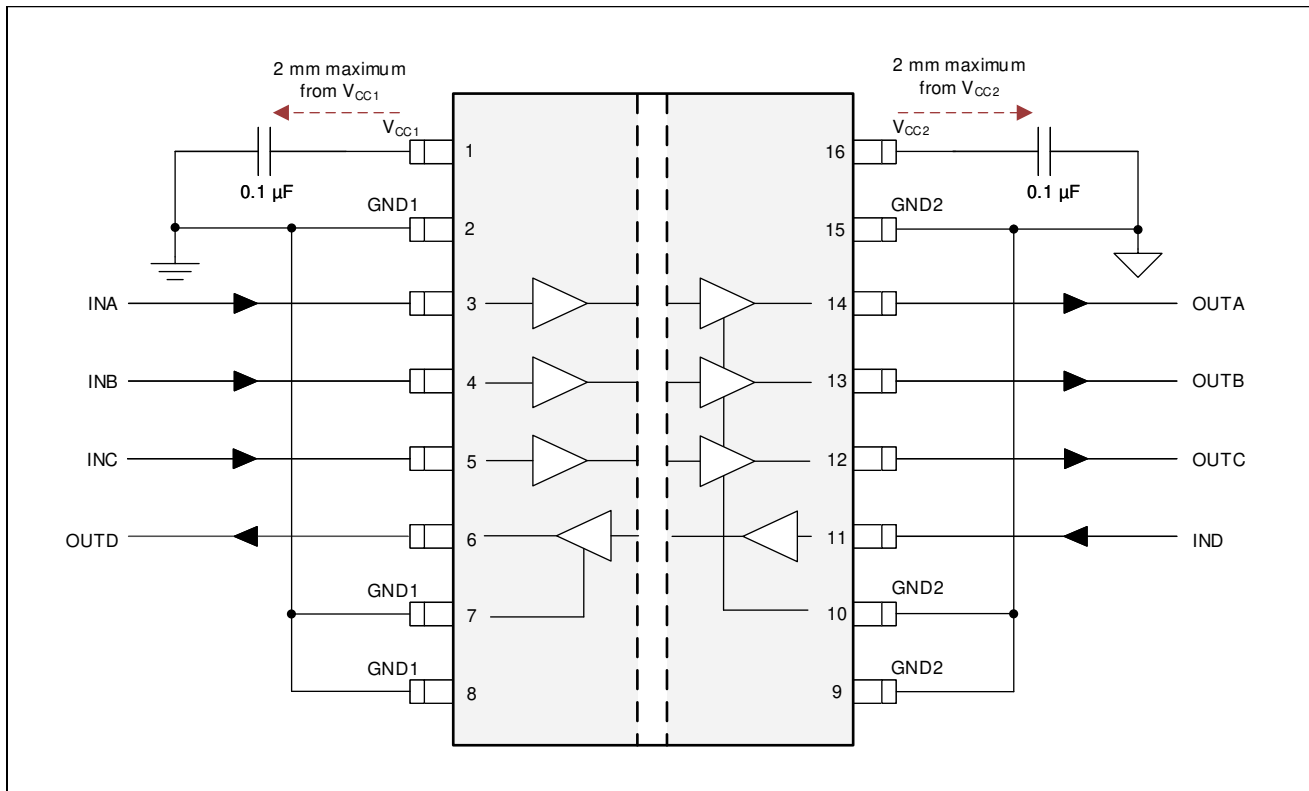 2 mm maximum
from VCC1
2 mm maximum
from VCC2
VCC1
VCC2
1
16
0.1 µF
0.1 µF
GND1
GND2
2
15
INA
3
14
OUTA
INB
4
13
OUTB
INC
5
12
OUTC
OUTD
6
11
IND
GND1
GND2
7
10
GND1
GND2
8
9